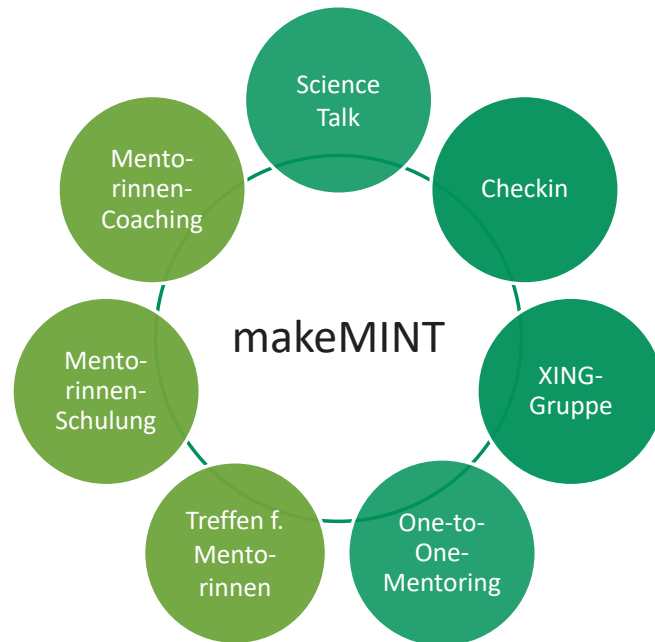 Science
Talk
Checkin
XING-
Gruppe
One-to-
One-
Mentoring
Treffen f.
Mento-
rinnen
Mento-
rinnen-
Schulung
Mento-
rinnen-
Coaching
makeMINT